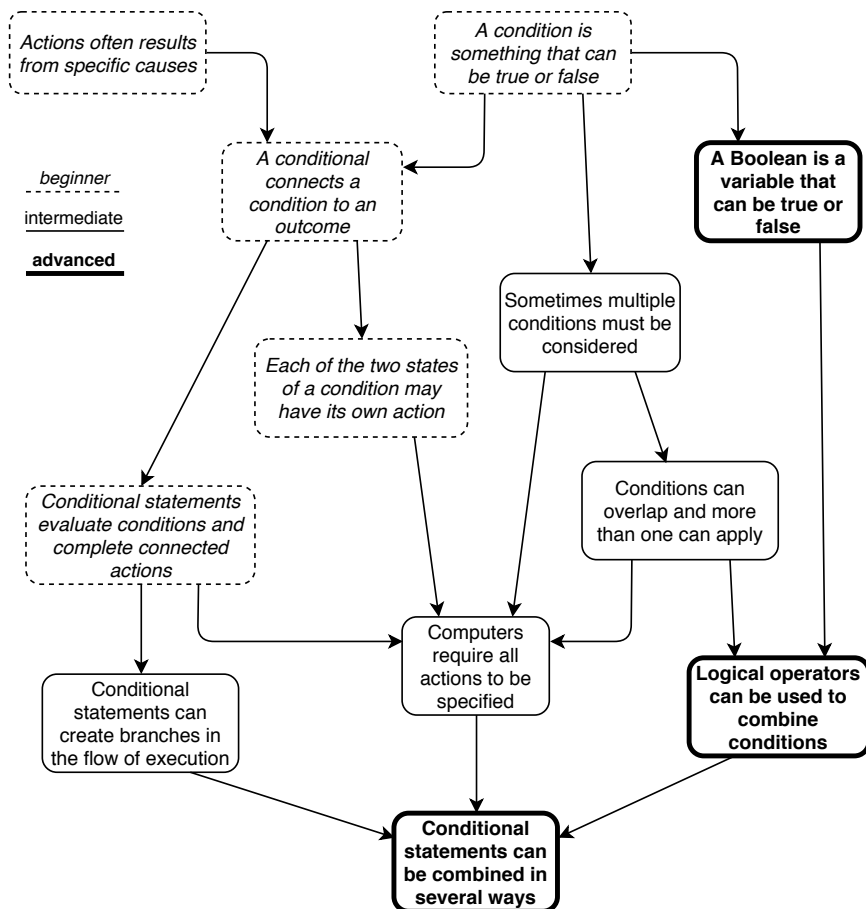 Actions often results
from specific causes
A condition is
something that can
be true or false
A conditional
connects a
condition to an
outcome
A Boolean is a
variable that
can be true or
false
beginner
intermediate
advanced
Sometimes multiple
conditions must be
considered
Each of the two states
of a condition may
have its own action
Conditional statements
evaluate conditions and
complete connected
actions
Conditions can
overlap and more
than one can apply
Computers
require all
actions to be
specified
Conditional
statements can
create branches in
the flow of execution
Logical operators
can be used to
combine
conditions
Conditional
statements can
be combined in
several ways